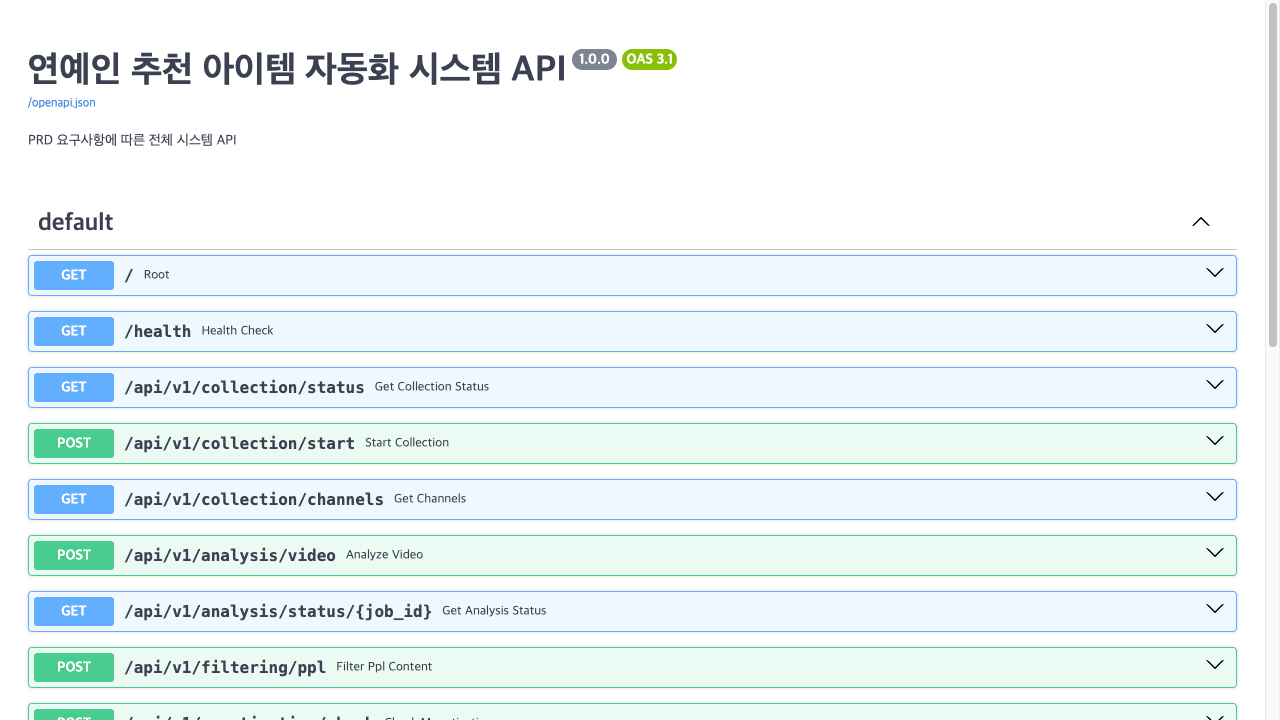 연예인 추천 아이템 자동화 시스템 API 1.0.0 OAS 3.1
/openapi.json
PRD 요구사항에 따른 전체 시스템 API
default
GET / Root
GET /health Health Check
GET /api/v1/collection/status Get Collection Status
POST /api/v1/collection/start Start Collection
GET /api/v1/collection/channels Get Channels
POST /api/v1/analysis/video Analyze Video
GET /api/v1/analysis/status/{job_id} Get Analysis Status
POST /api/v1/filtering/ppl Filter Ppl Content
POST